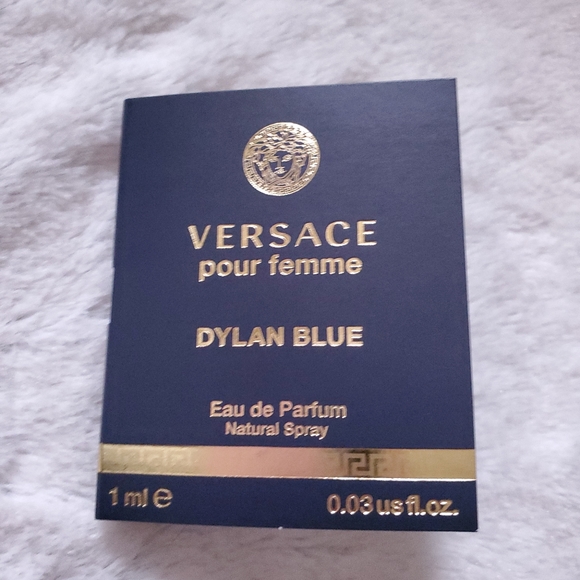 VERSACE
pour femme
DYLAN BLUE
Eau de Parfum
Natural Spray
1 ml e 0.03 us fl.oz.